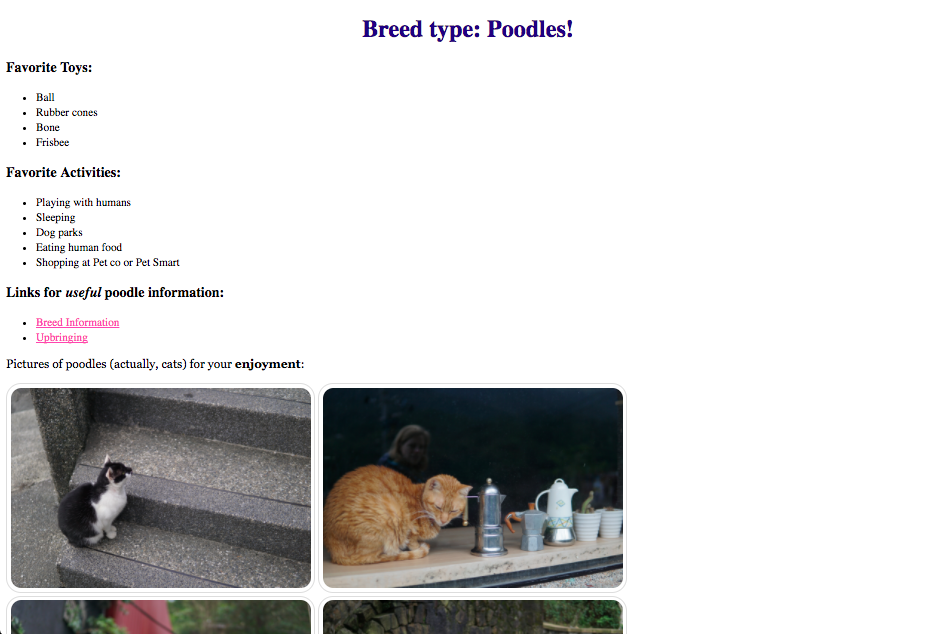 Breed type: Poodles!
Favorite Toys:
Ball
Rubber cones
Bone
Frisbee
Favorite Activities:
Playing with humans
Sleeping
Dog parks
Eating human food
Shopping at Pet co or Pet Smart
Links for useful poodle information:
Breed Information
Upbringing
Pictures of poodles (actually, cats) for your enjoyment: